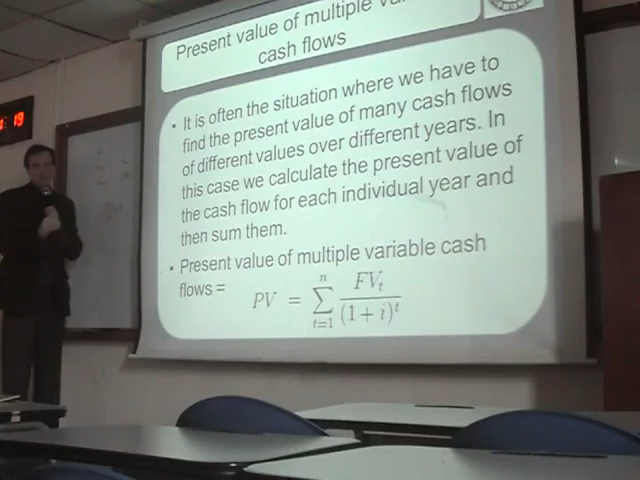 Present value of multiple
cash flows
• It is often the situation where we have to
find the present value of many cash flows
of different values over different years. In
this case we calculate the present value of
the cash flow for each individual year and
then sum them.
• Present value of multiple variable cash
flows = PV = \sum_{t=1}^{n} \frac{FV_t}{(1+i)^t}
19